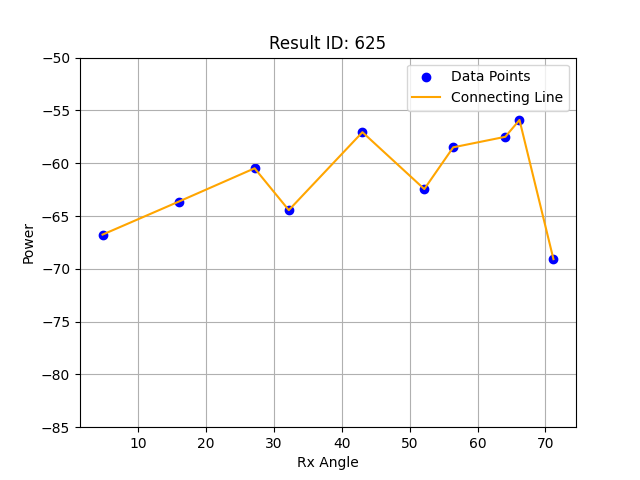 Result ID: 625
Data Points
Connecting Line
−50
−55
−60
−65
−70
−75
−80
−85
Power
10 20 30 40 50 60 70
Rx Angle